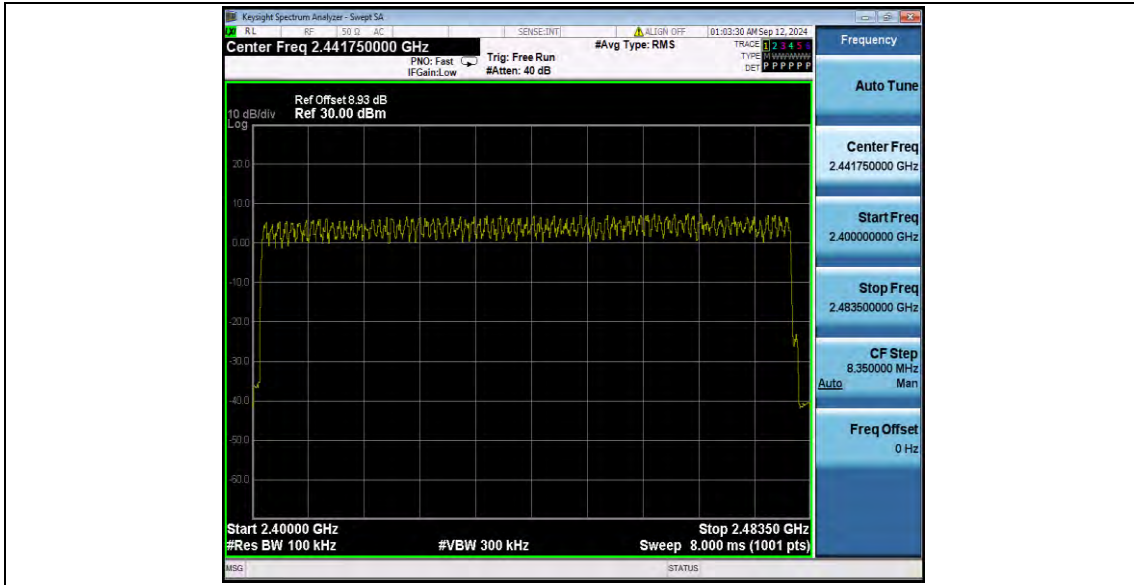 Keysight Spectrum Analyzer - Swept SA
RL RF 50 Ω AC SENSE:INT ALIGN OFF 01:03:30 AM Sep 12, 2024
Center Freq 2.441750000 GHz #Avg Type: RMS TRACE 1 2 3 4 5 6
PNO: Fast Trig: Free Run TYPE
IFGain:Low #Atten: 40 dB DET P P P P P P
Frequency
Auto Tune
Center Freq
2.441750000 GHz
Start Freq
2.400000000 GHz
Stop Freq
2.483500000 GHz
CF Step
8.350000 MHz
Auto Man
Freq Offset
0 Hz
Ref Offset 8.93 dB
10 dB/div Ref 30.00 dBm
Log
20.0
10.0
0.00
-10.0
-20.0
-30.0
-40.0
-50.0
-60.0
Start 2.40000 GHz Stop 2.48350 GHz
#Res BW 100 kHz #VBW 300 kHz Sweep 8.000 ms (1001 pts)
MSG STATUS